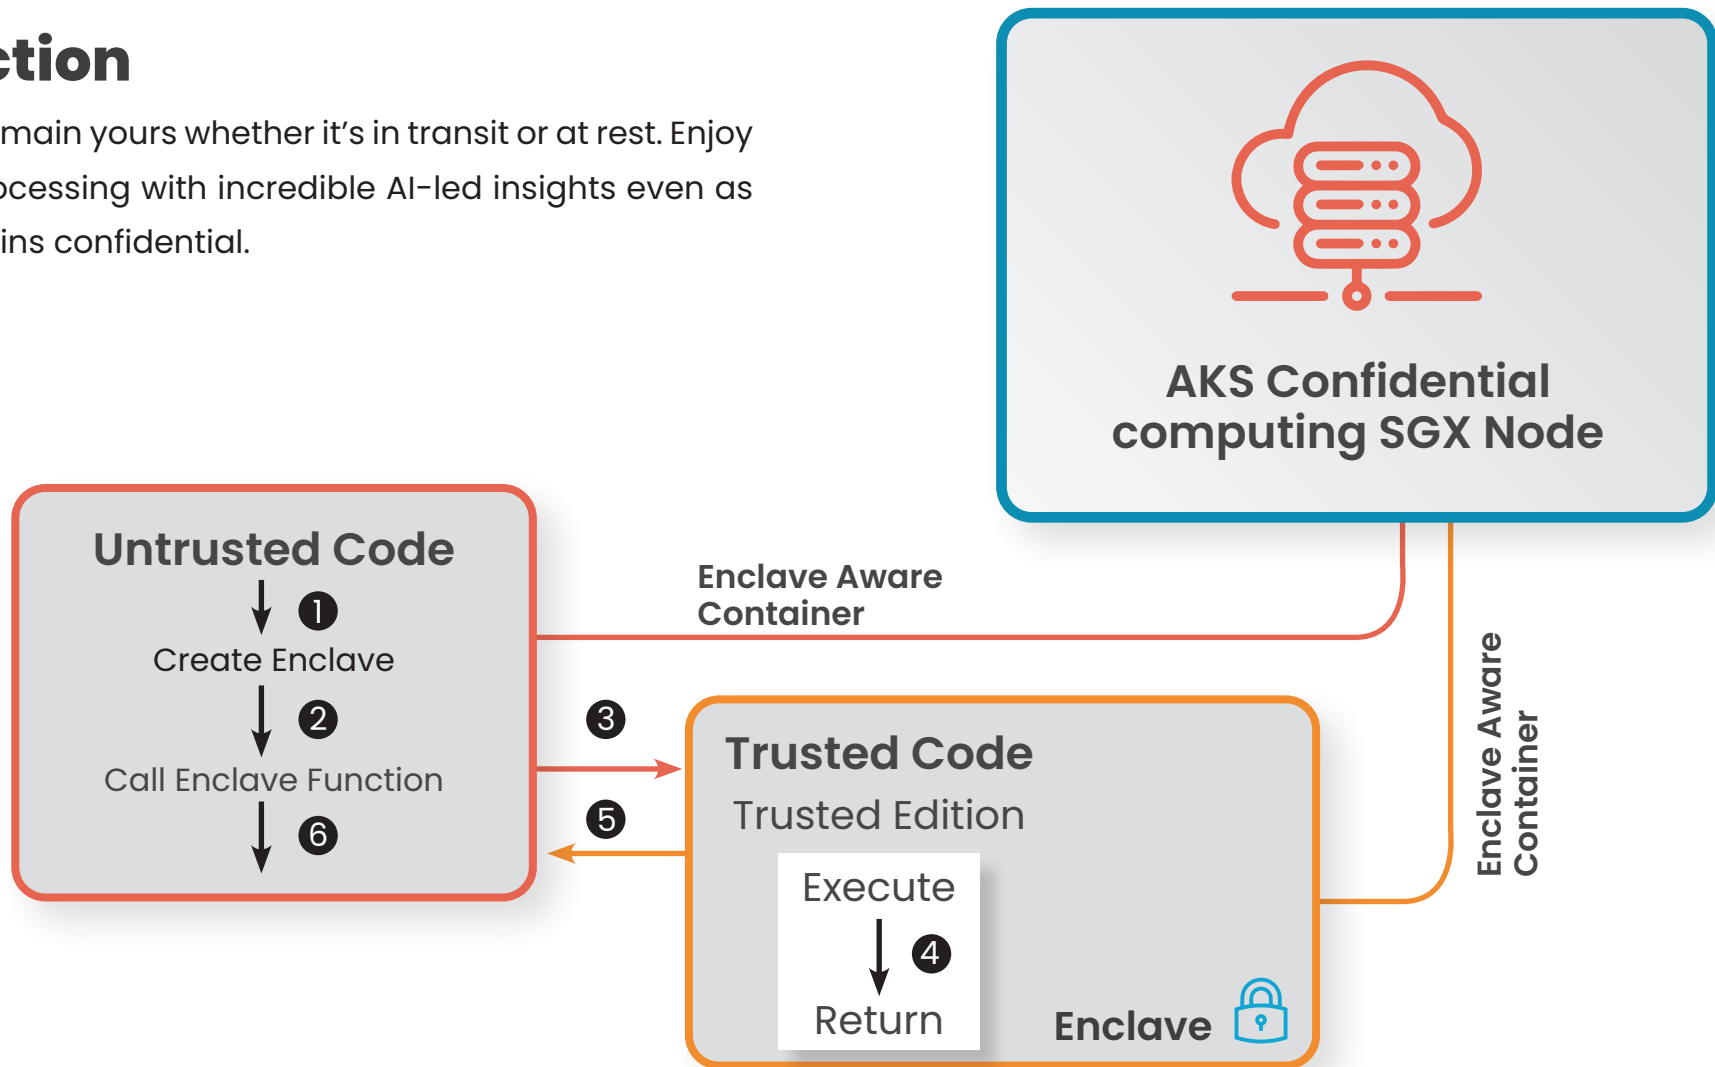 ction
main yours whether it's in transit or at rest. Enjoy
ocessing with incredible AI-led insights even as
ins confidential.
AKS Confidential
computing SGX Node
Untrusted Code
1
Create Enclave
2
Call Enclave Function
6
Enclave Aware
Container
3
5
Trusted Code
Trusted Edition
Execute
4
Return
Enclave
Enclave Aware
Container